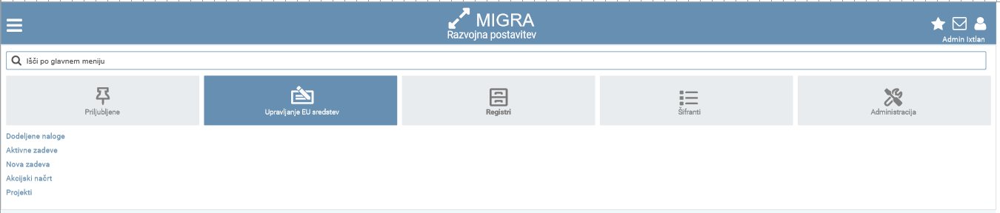 MIGRA
Razvojna postavitev
Admin Ixtlan
Išči po glavnem meniju
Priljubljene
Upravljanje EU sredstev
Registri
Šifranti
Administracija
Dodeljene naloge
Aktivne zadeve
Nova zadeva
Akcijski načrt
Projekti